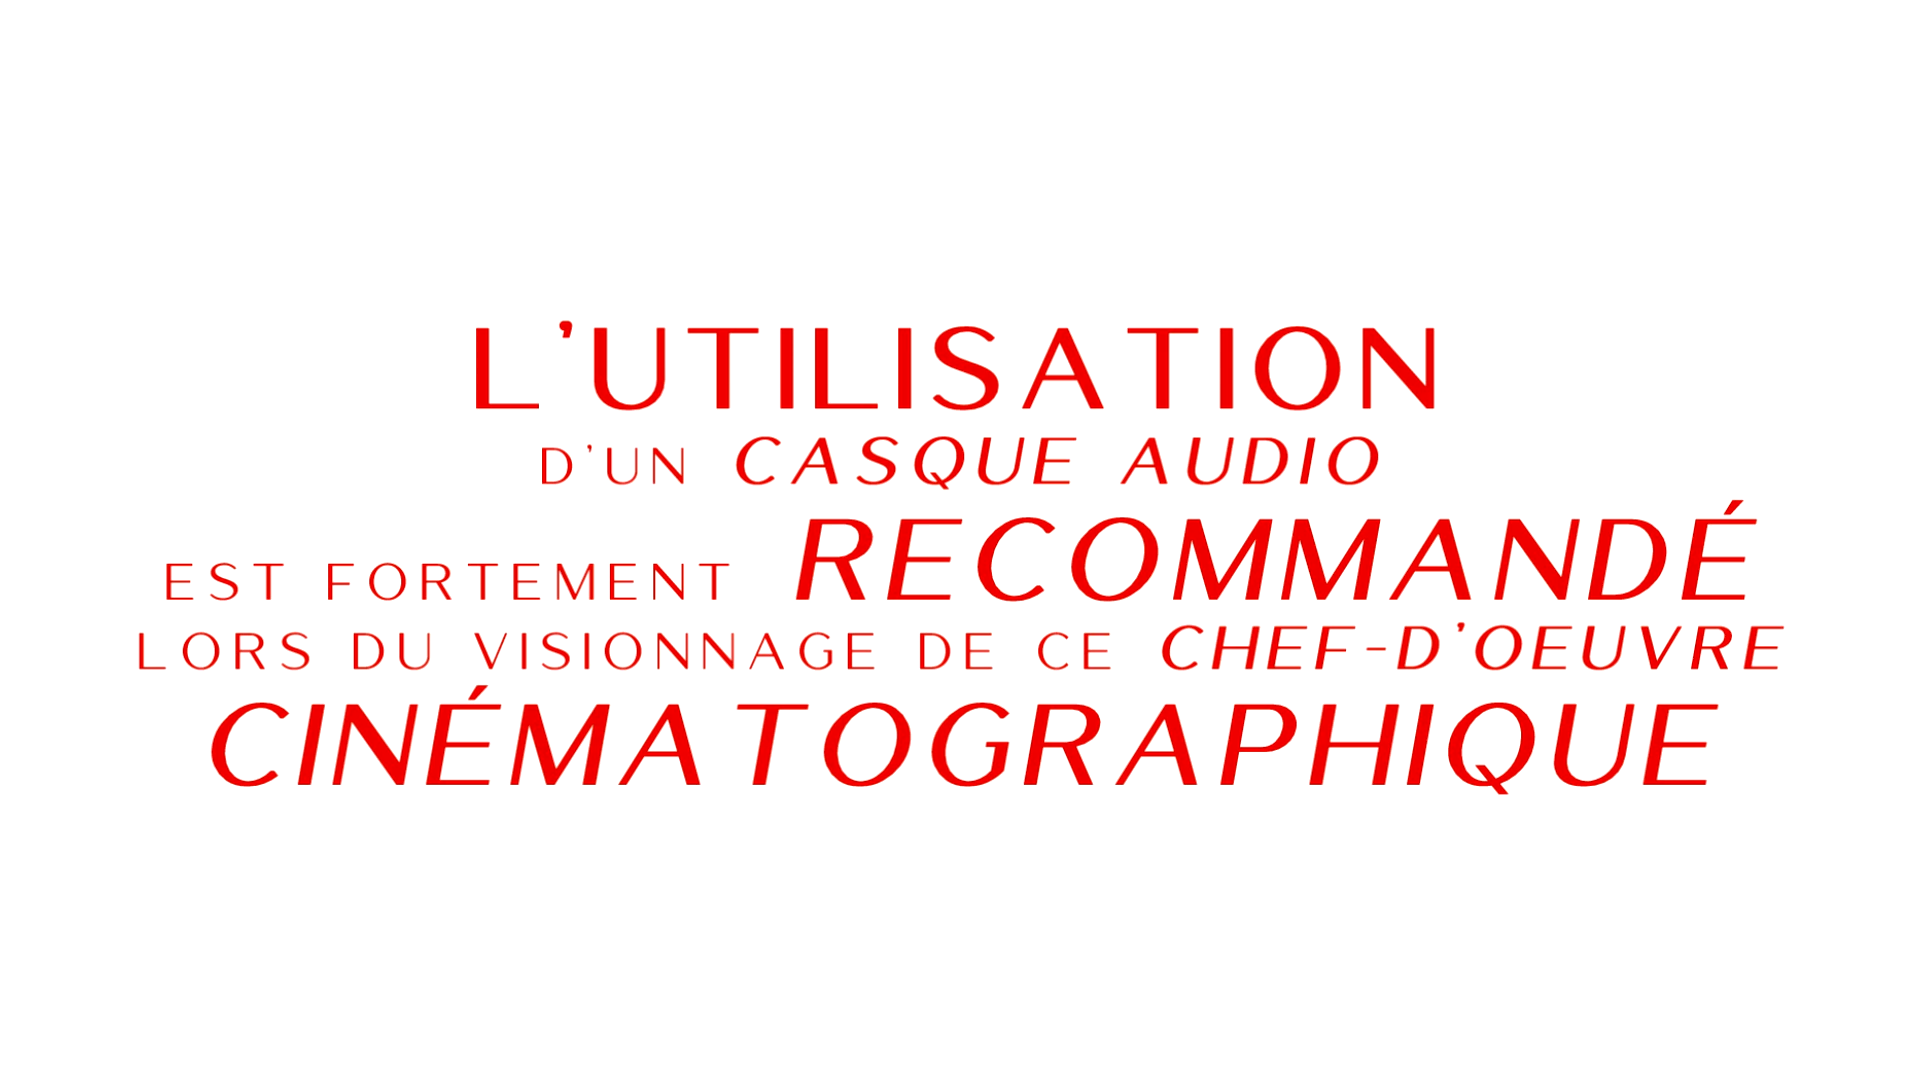 L'UTILISATION
D'UN CASQUE AUDIO
EST FORTEMENT RECOMMANDÉ
LORS DU VISIONNAGE DE CE CHEF-D'OEUVRE
CINÉMATOGRAPHIQUE